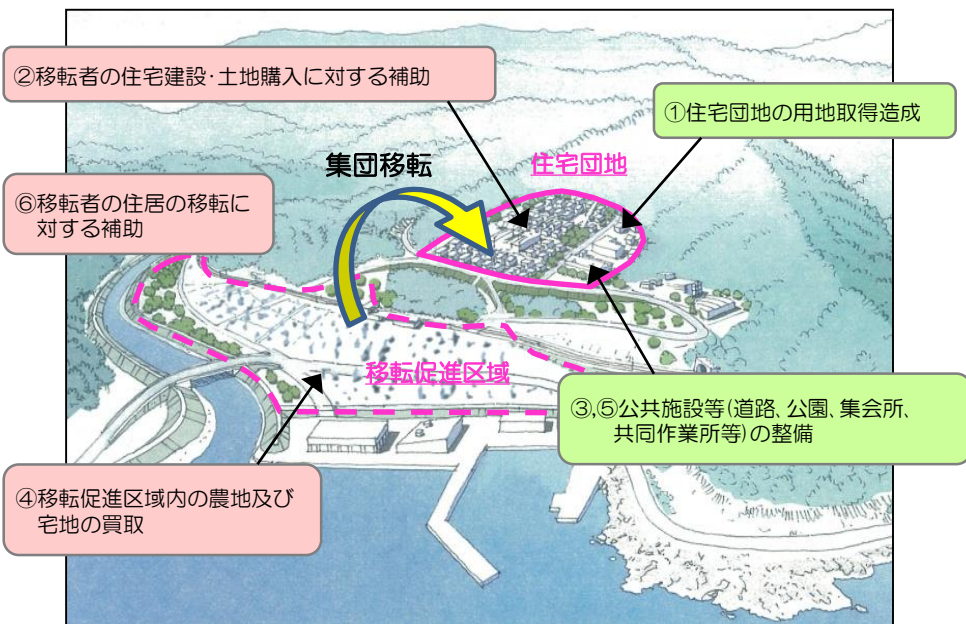 ②移転者の住宅建設・土地購入に対する補助
①住宅団地の用地取得造成
集団移転
住宅団地
⑥移転者の住居の移転に
対する補助
移転促進区域
③,⑤公共施設等(道路、公園、集会所、
共同作業所等)の整備
④移転促進区域内の農地及び
宅地の買取